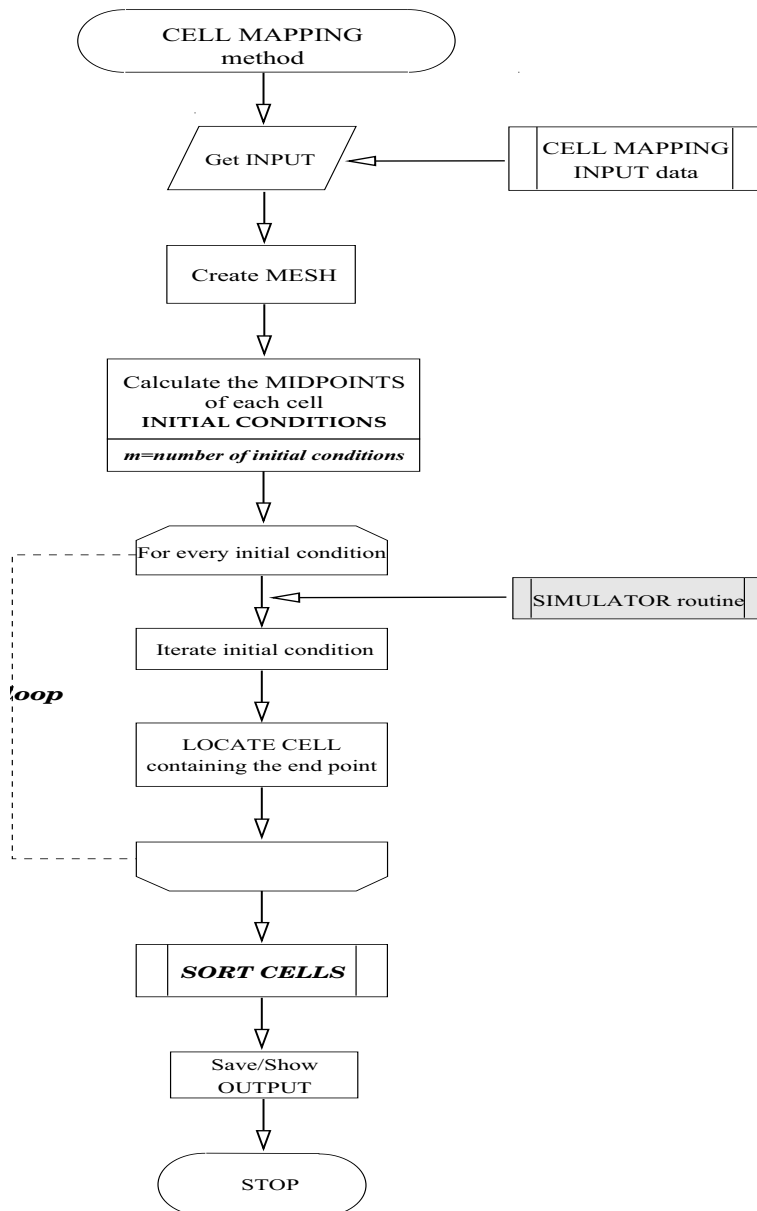 CELL MAPPING
method
Get INPUT
CELL MAPPING
INPUT data
Create MESH
Calculate the MIDPOINTS
of each cell
INITIAL CONDITIONS
m=number of initial conditions
For every initial condition
SIMULATOR routine
Iterate initial condition
loop
LOCATE CELL
containing the end point
SORT CELLS
Save/Show
OUTPUT
STOP